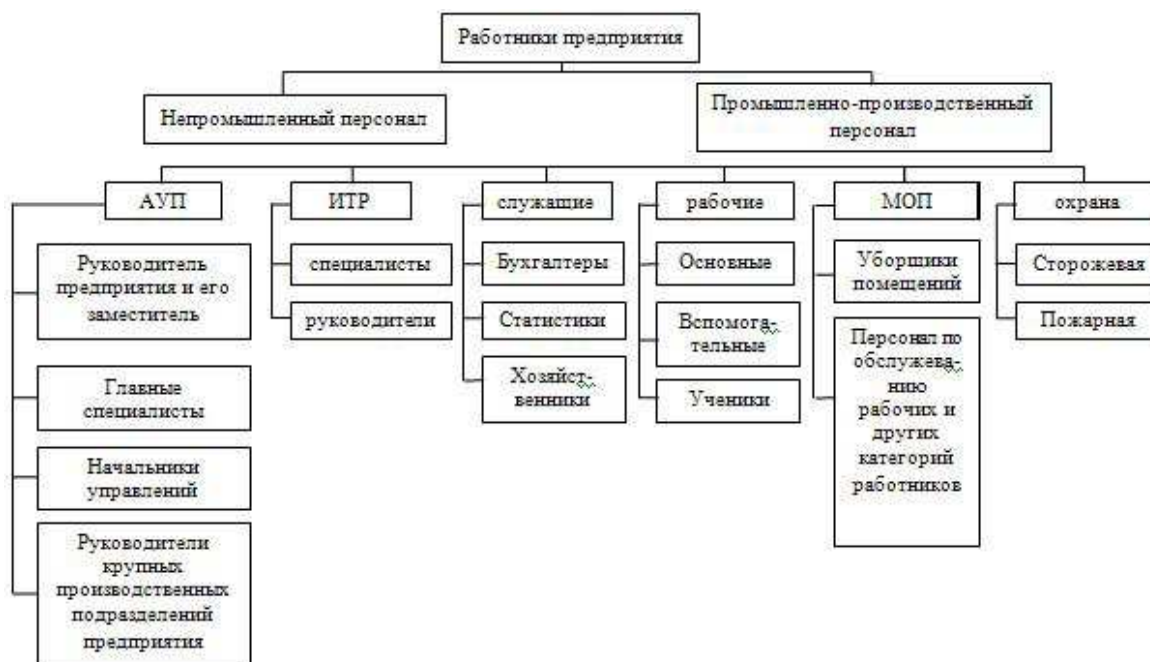 Работники предприятия
Непромышленный персонал
Промышленно-производственный
персонал
АУП
ИТР
служащие
рабочие
МОП
охрана
Руководитель
предприятия и его
заместитель
Главные
специалисты
Начальники
управлений
Руководители
крупных
производственных
подразделений
предприятия
специалисты
руководители
Бухгалтеры
Статистики
Хозяйст-
венники
Основные
Вспомога-
тельные
Ученики
Уборщики
помещений
Персонал по
обслужева-
нию
рабочих и
других
категорий
работников
Сторожевая
Пожарная